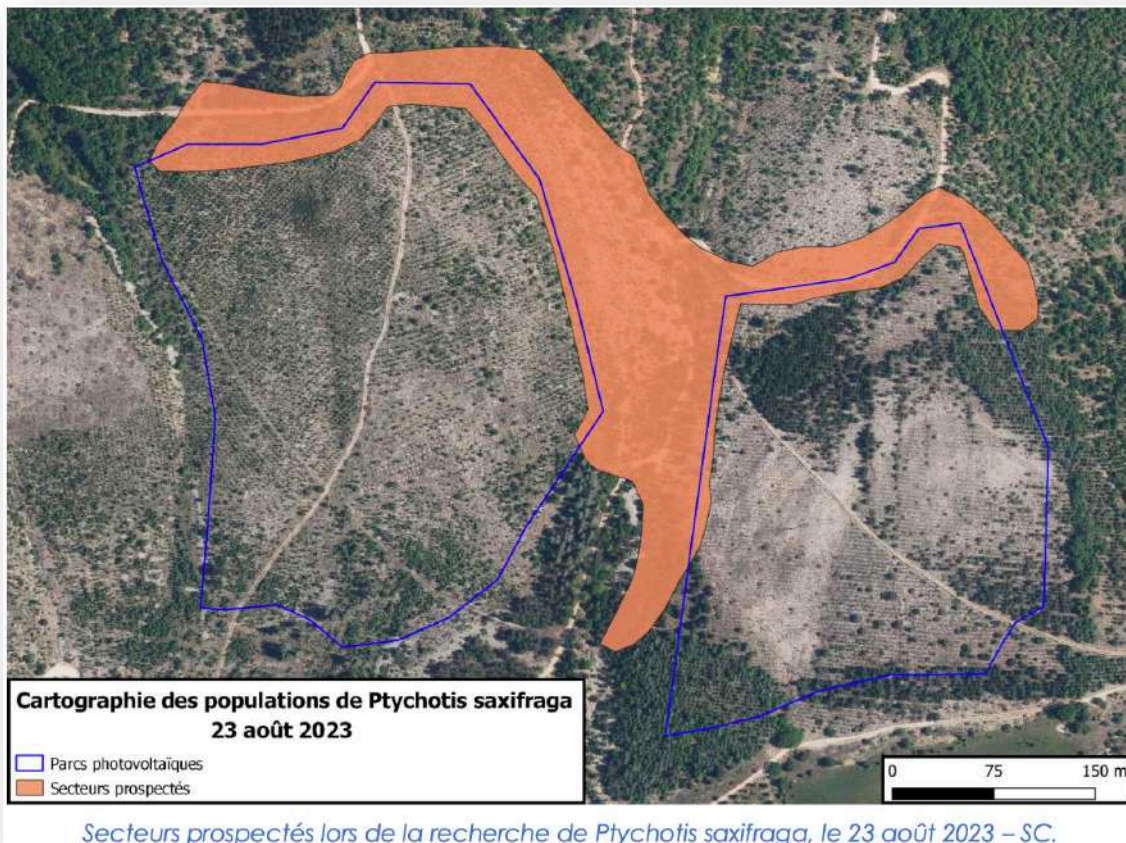 Cartographie des populations de Ptychotis saxifraga
23 août 2023
Parcs photovoltaïques
Secteurs prospectés
0 75 150 m
Secteurs prospectés lors de la recherche de Ptychotis saxifraga, le 23 août 2023 – SC.